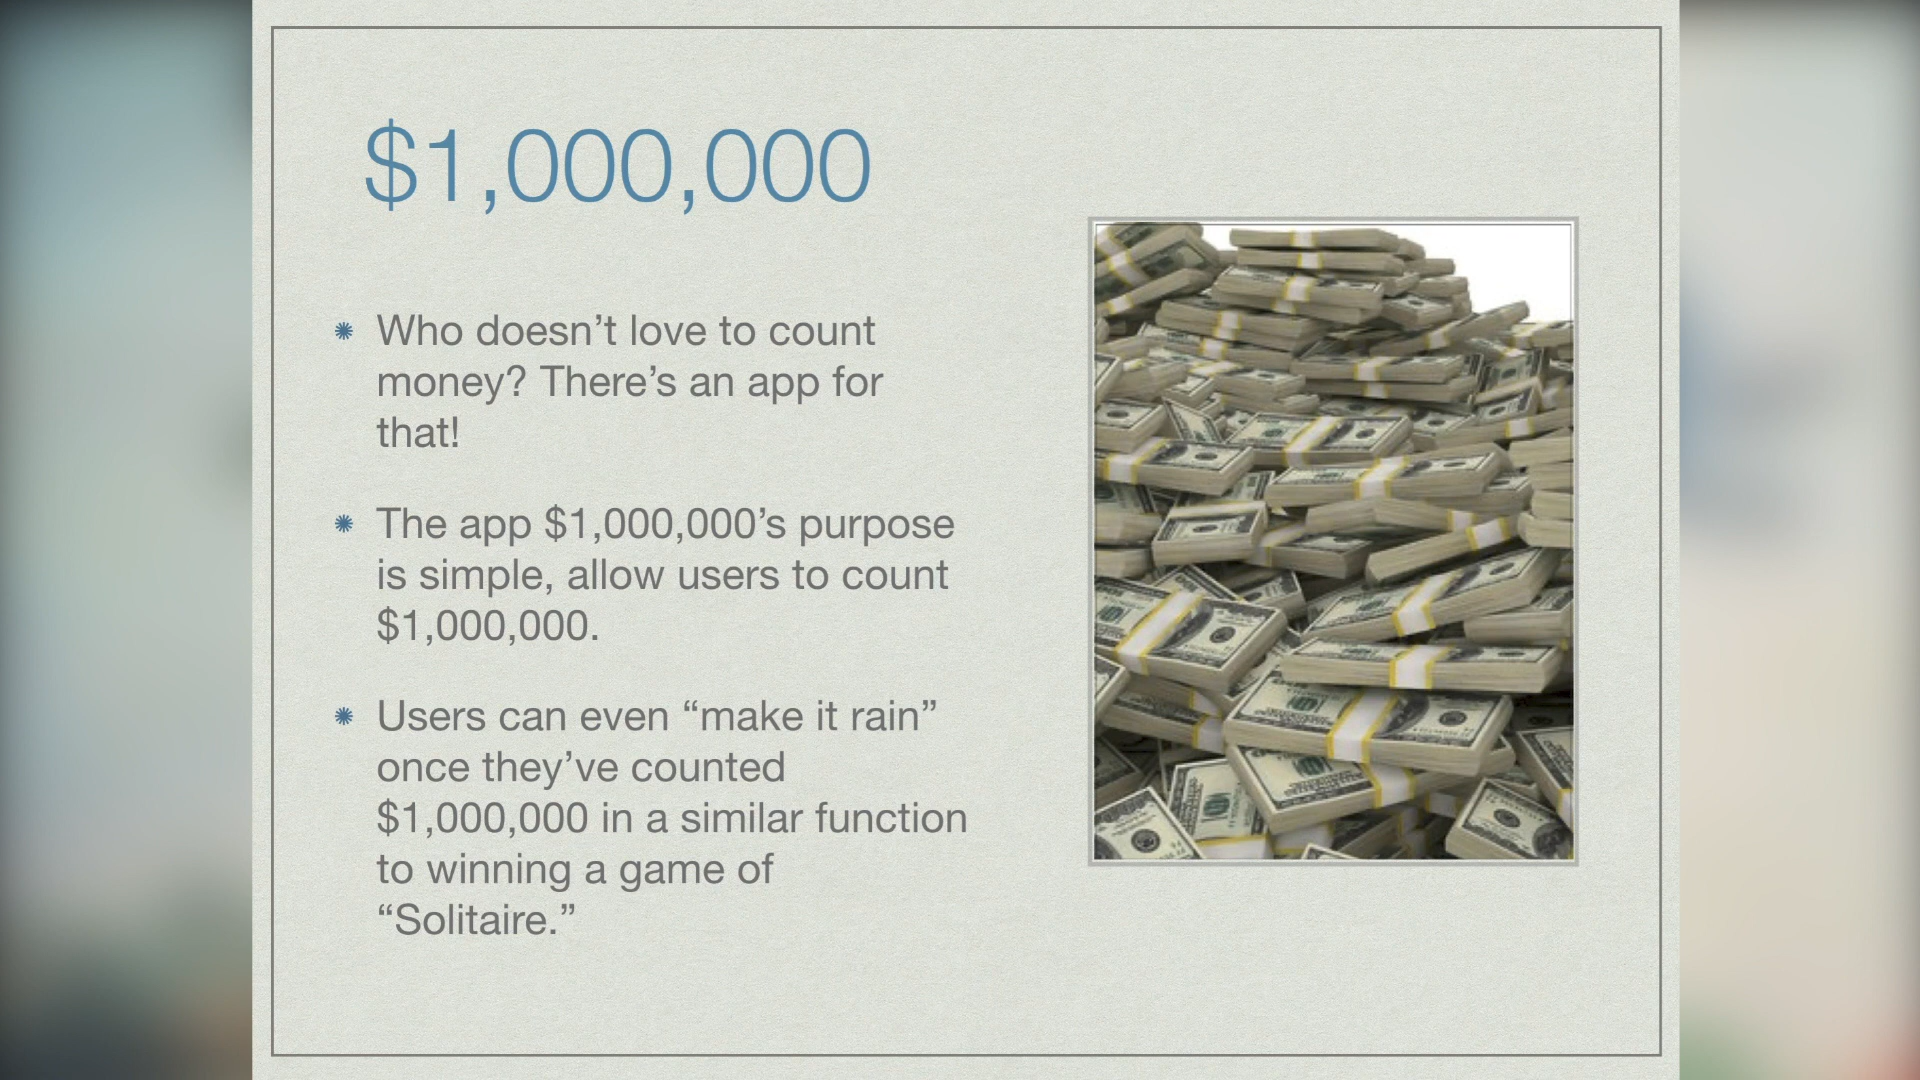 $1,000,000
Who doesn’t love to count
money? There’s an app for
that!
The app $1,000,000’s purpose
is simple, allow users to count
$1,000,000.
Users can even “make it rain”
once they’ve counted
$1,000,000 in a similar function
to winning a game of
“Solitaire.”